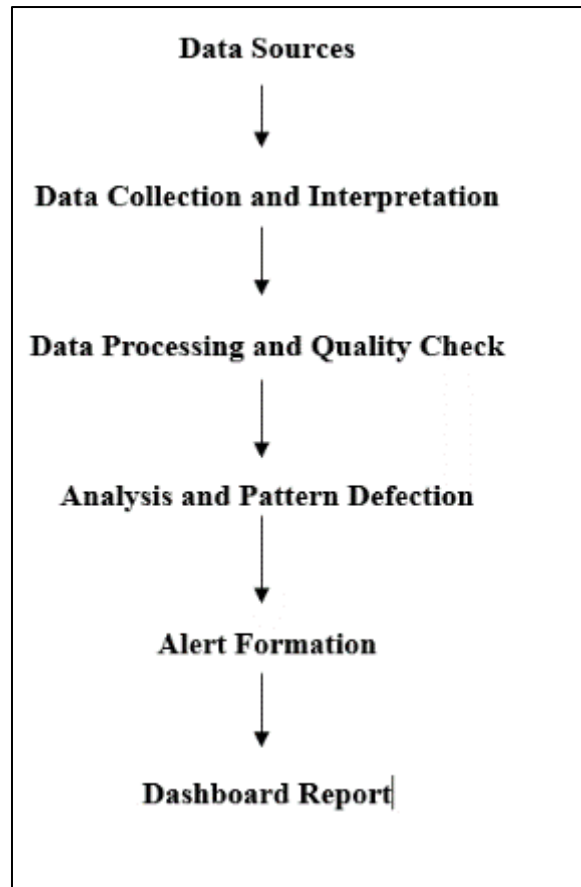 Data Sources
Data Collection and Interpretation
Data Processing and Quality Check
Analysis and Pattern Defection
Alert Formation
Dashboard Report